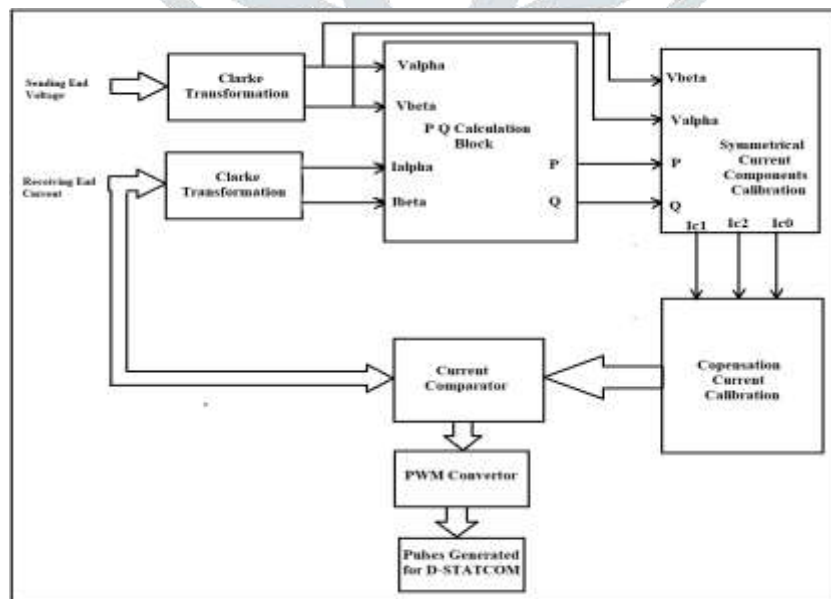 Sending End
Voltage
Clarke
Transformation
Valpha
Vbeta
P Q Calculation
Block
Ialpha
Ibeta
P
Q
Receiving End
Current
Clarke
Transformation
Vbeta
Valpha
Symmetrical
Current
Components
Calibration
P
Q
Ic1 Ic2 Ic0
Copensation
Current
Calibration
Current
Comparator
PWM Convertor
Pulses Generated
for D-STATCOM